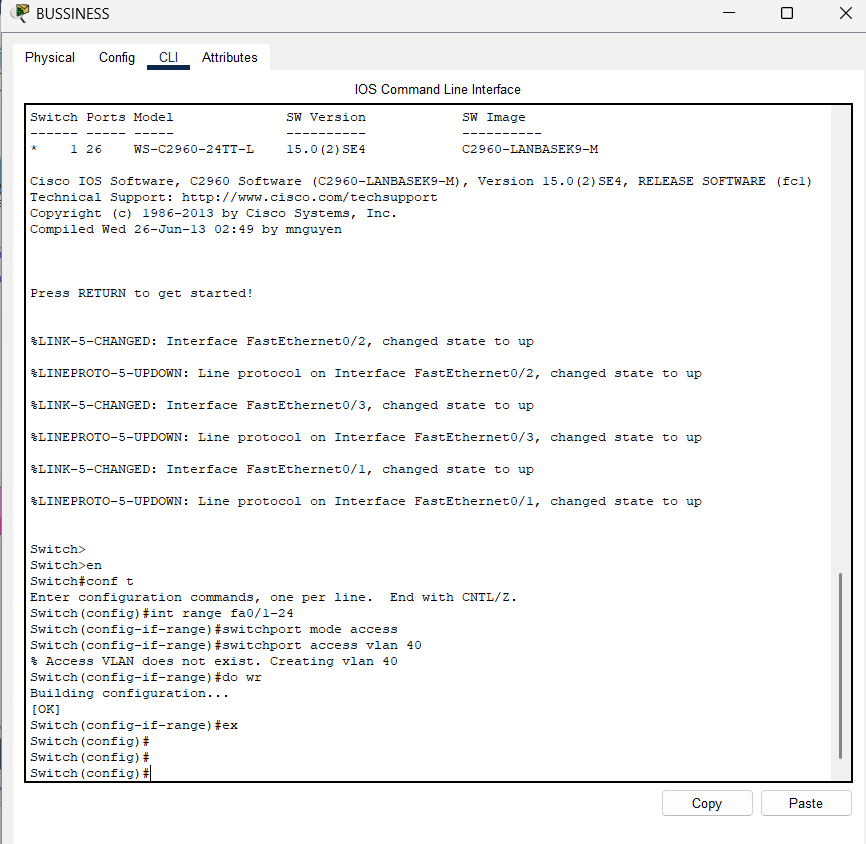 BUSSINESS
Physical Config CLI Attributes
IOS Command Line Interface
Switch Ports Model              SW Version            SW Image
------ ----- -----              ----------            ----------
*    1 26    WS-C2960-24TT-L    15.0(2)SE4            C2960-LANBASEK9-M
Cisco IOS Software, C2960 Software (C2960-LANBASEK9-M), Version 15.0(2)SE4, RELEASE SOFTWARE (fc1)
Technical Support: http://www.cisco.com/techsupport
Copyright (c) 1986-2013 by Cisco Systems, Inc.
Compiled Wed 26-Jun-13 02:49 by mnguyen
Press RETURN to get started!
%LINK-5-CHANGED: Interface FastEthernet0/2, changed state to up
%LINEPROTO-5-UPDOWN: Line protocol on Interface FastEthernet0/2, changed state to up
%LINK-5-CHANGED: Interface FastEthernet0/3, changed state to up
%LINEPROTO-5-UPDOWN: Line protocol on Interface FastEthernet0/3, changed state to up
%LINK-5-CHANGED: Interface FastEthernet0/1, changed state to up
%LINEPROTO-5-UPDOWN: Line protocol on Interface FastEthernet0/1, changed state to up
Switch>
Switch>en
Switch#conf t
Enter configuration commands, one per line.  End with CNTL/Z.
Switch(config)#int range fa0/1-24
Switch(config-if-range)#switchport mode access
Switch(config-if-range)#switchport access vlan 40
% Access VLAN does not exist. Creating vlan 40
Switch(config-if-range)#do wr
Building configuration...
[OK]
Switch(config-if-range)#ex
Switch(config)#
Switch(config)#
Switch(config)#
Copy Paste